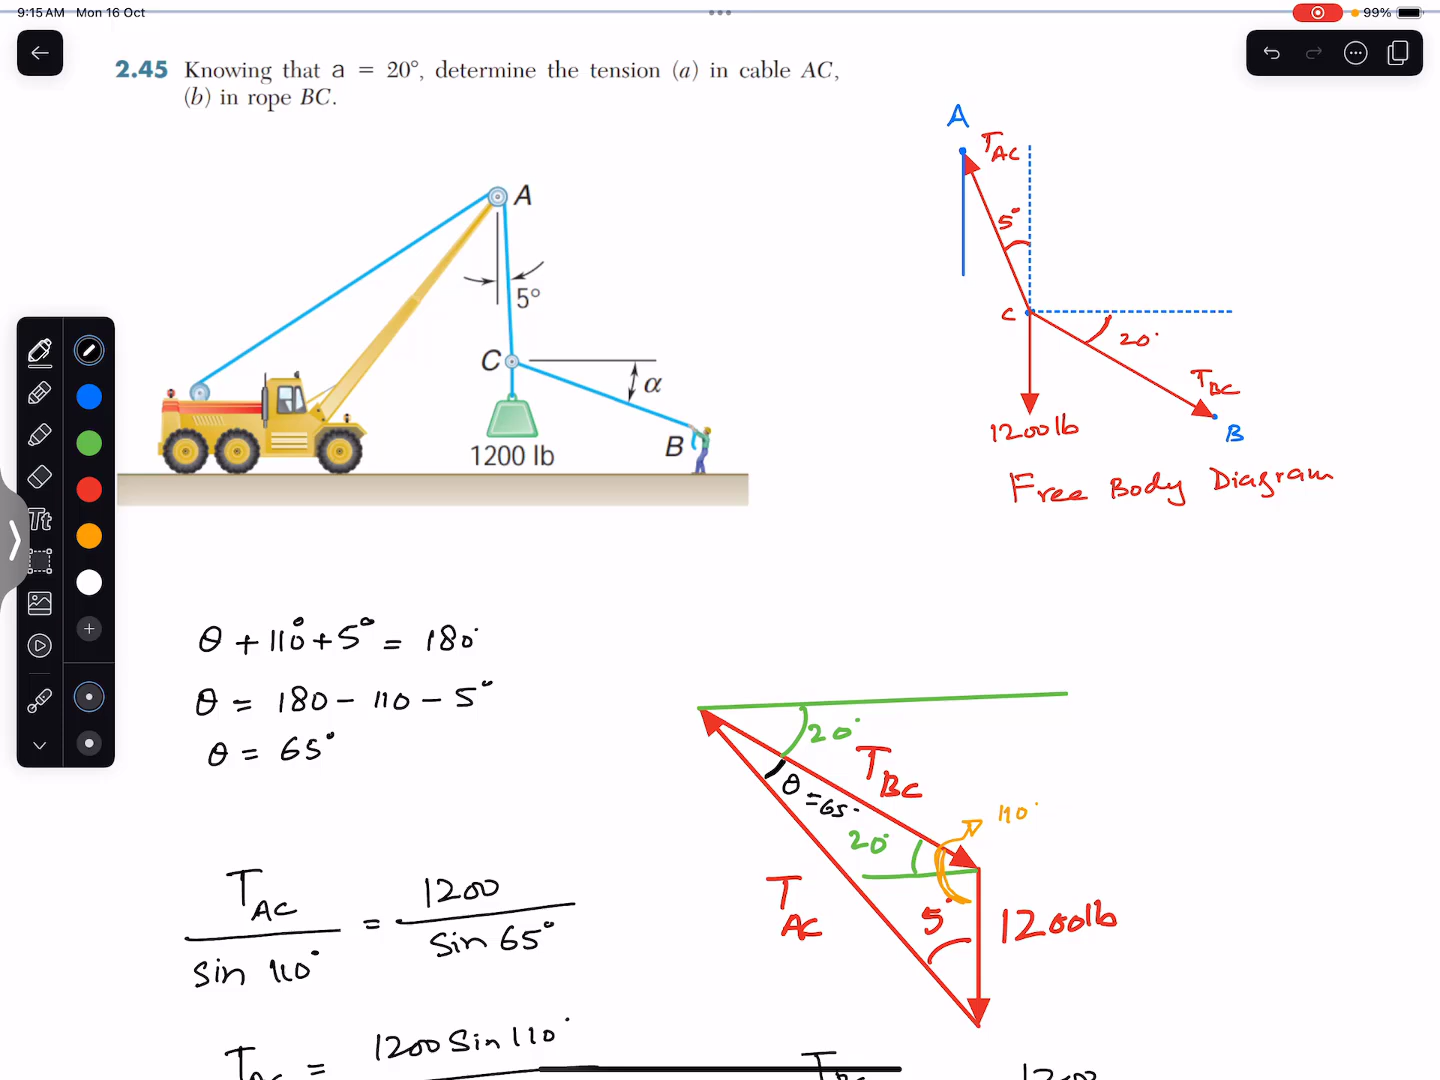 9:15 AM Mon 16 Oct
99%
2.45 Knowing that a = 20°, determine the tension (a) in cable AC,
(b) in rope BC.
A
5°
C
α
B
1200 lb
A
TAC
5°
C
20°
TBC
B
1200 lb
Free Body Diagram
Tt
θ + 110° + 5° = 180°
θ = 180 - 110 - 5°
θ = 65°
20°
TBC
θ = 65°
110°
20°
TAC
5°
1200lb
TAC / sin 110° = 1200 / sin 65°
TAC = 1200 Sin 110°
TBC
1200